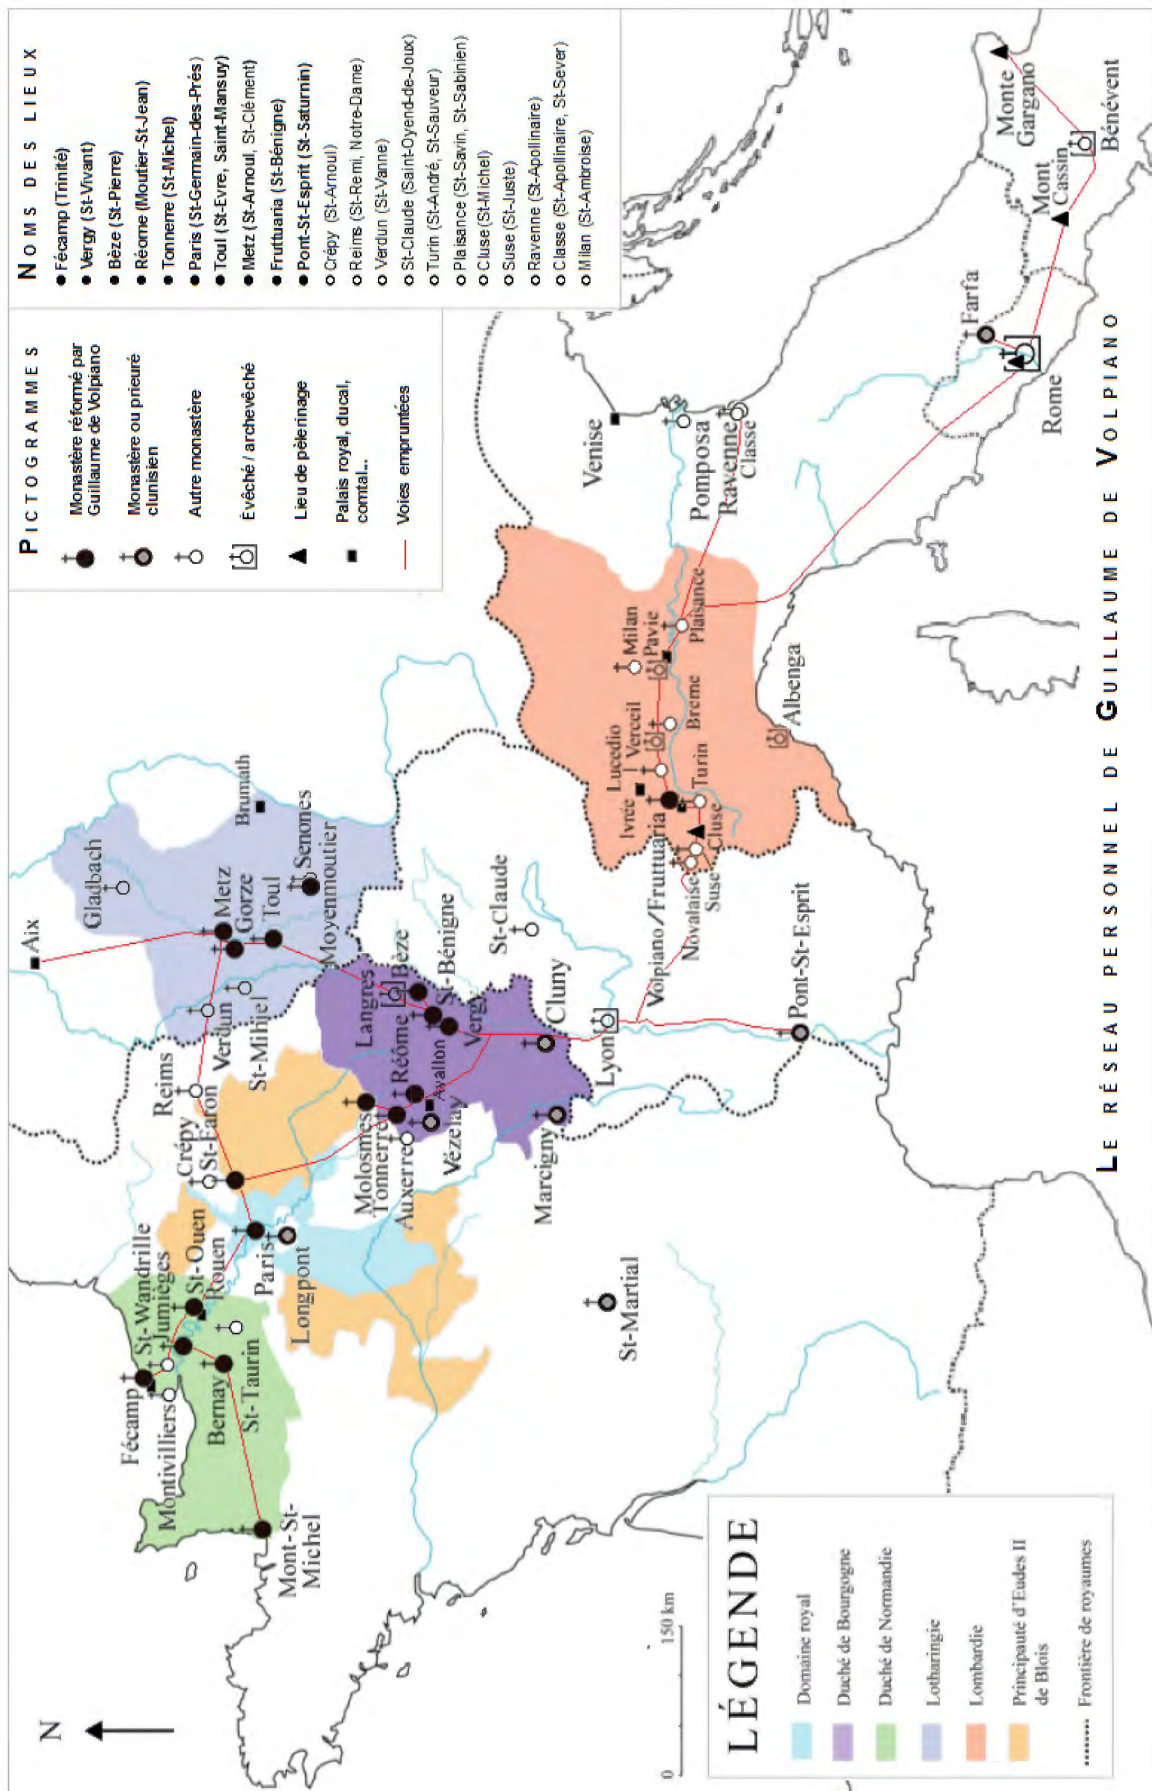 NOMS DES LIEUX
Fécamp (Trinité)
Vergy (St-Vivant)
Bèze (St-Pierre)
Réome (Moutier-St-Jean)
Tonnerre (St-Michel)
Paris (St-Germain-des-Prés)
Toul (St-Evre, Saint-Mansuy)
Metz (St-Arnoul, St-Clément)
Fruttuaria (St-Bénigne)
Pont-St-Esprit (St-Saturnin)
Crépy (St-Arnoul)
Reims (St-Remi, Notre-Dame)
Verdun (St-Vanne)
St-Claude (Saint-Oyend-de-Joux)
Turin (St-André, St-Sauveur)
Plaisance (St-Savin, St-Sabinien)
Cluse (St-Michel)
Suse (St-Juste)
Ravenne (St-Apollinaire)
Classe (St-Apollinaire, St-Sever)
Milan (St-Ambroise)
PICTOGRAMMES
Monastère réformé par
Guillaume de Volpiano
Monastère ou prieuré
clunisien
Autre monastère
Evêché / archevêché
Lieu de pèlerinage
Palais royal, ducal,
comtal...
Voies empruntées
N
Aix
Gladbach
Brumath
Metz
Gorze
Toul
Senones
Moyenmoutier
Verdun
St-Mihiel
Reims
Crépy
St-Faron
St-Wandrille
Jumièges
St-Ouen
Rouen
Fécamp
Montivilliers
Bernay
St-Taurin
Mont-St-
Michel
Paris
Longpont
Langres
Bèze
St-Bénigne
Vergy
Réôme
Avallon
Molosmes
Tonnerre
Auxerre
Vézelay
Cluny
Marcigny
St-Claude
Lyon
St-Martial
Pont-St-Esprit
Volpiano/Fruttuaria
Novalaise
Suse
Cluse
Ivrée
Lucedio
Verceil
Turin
Breme
Milan
Pavie
Plaisance
Albenga
Venise
Pomposa
Ravenne
Classe
Farfa
Rome
Mont
Cassin
Monte
Gargano
Bénévent
0
150 km
LÉGENDE
Domaine royal
Duché de Bourgogne
Duché de Normandie
Lotharingie
Lombardie
Principauté d'Eudes II
de Blois
Frontière de royaumes
LE RÉSEAU PERSONNEL DE GUILLAUME DE VOLPIANO